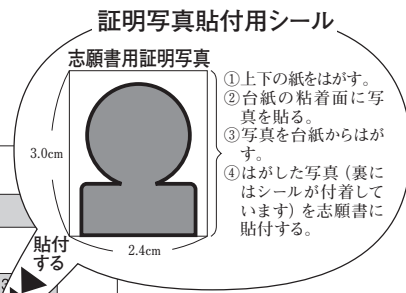 証明写真貼付用シール
志願書用証明写真
①上下の紙をはがす。
②台紙の粘着面に写
真を貼る。
③写真を台紙からはが
す。
④はがした写真（裏に
はシールが付着して
います）を志願書に
貼付する。
3.0cm
2.4cm
貼付
する